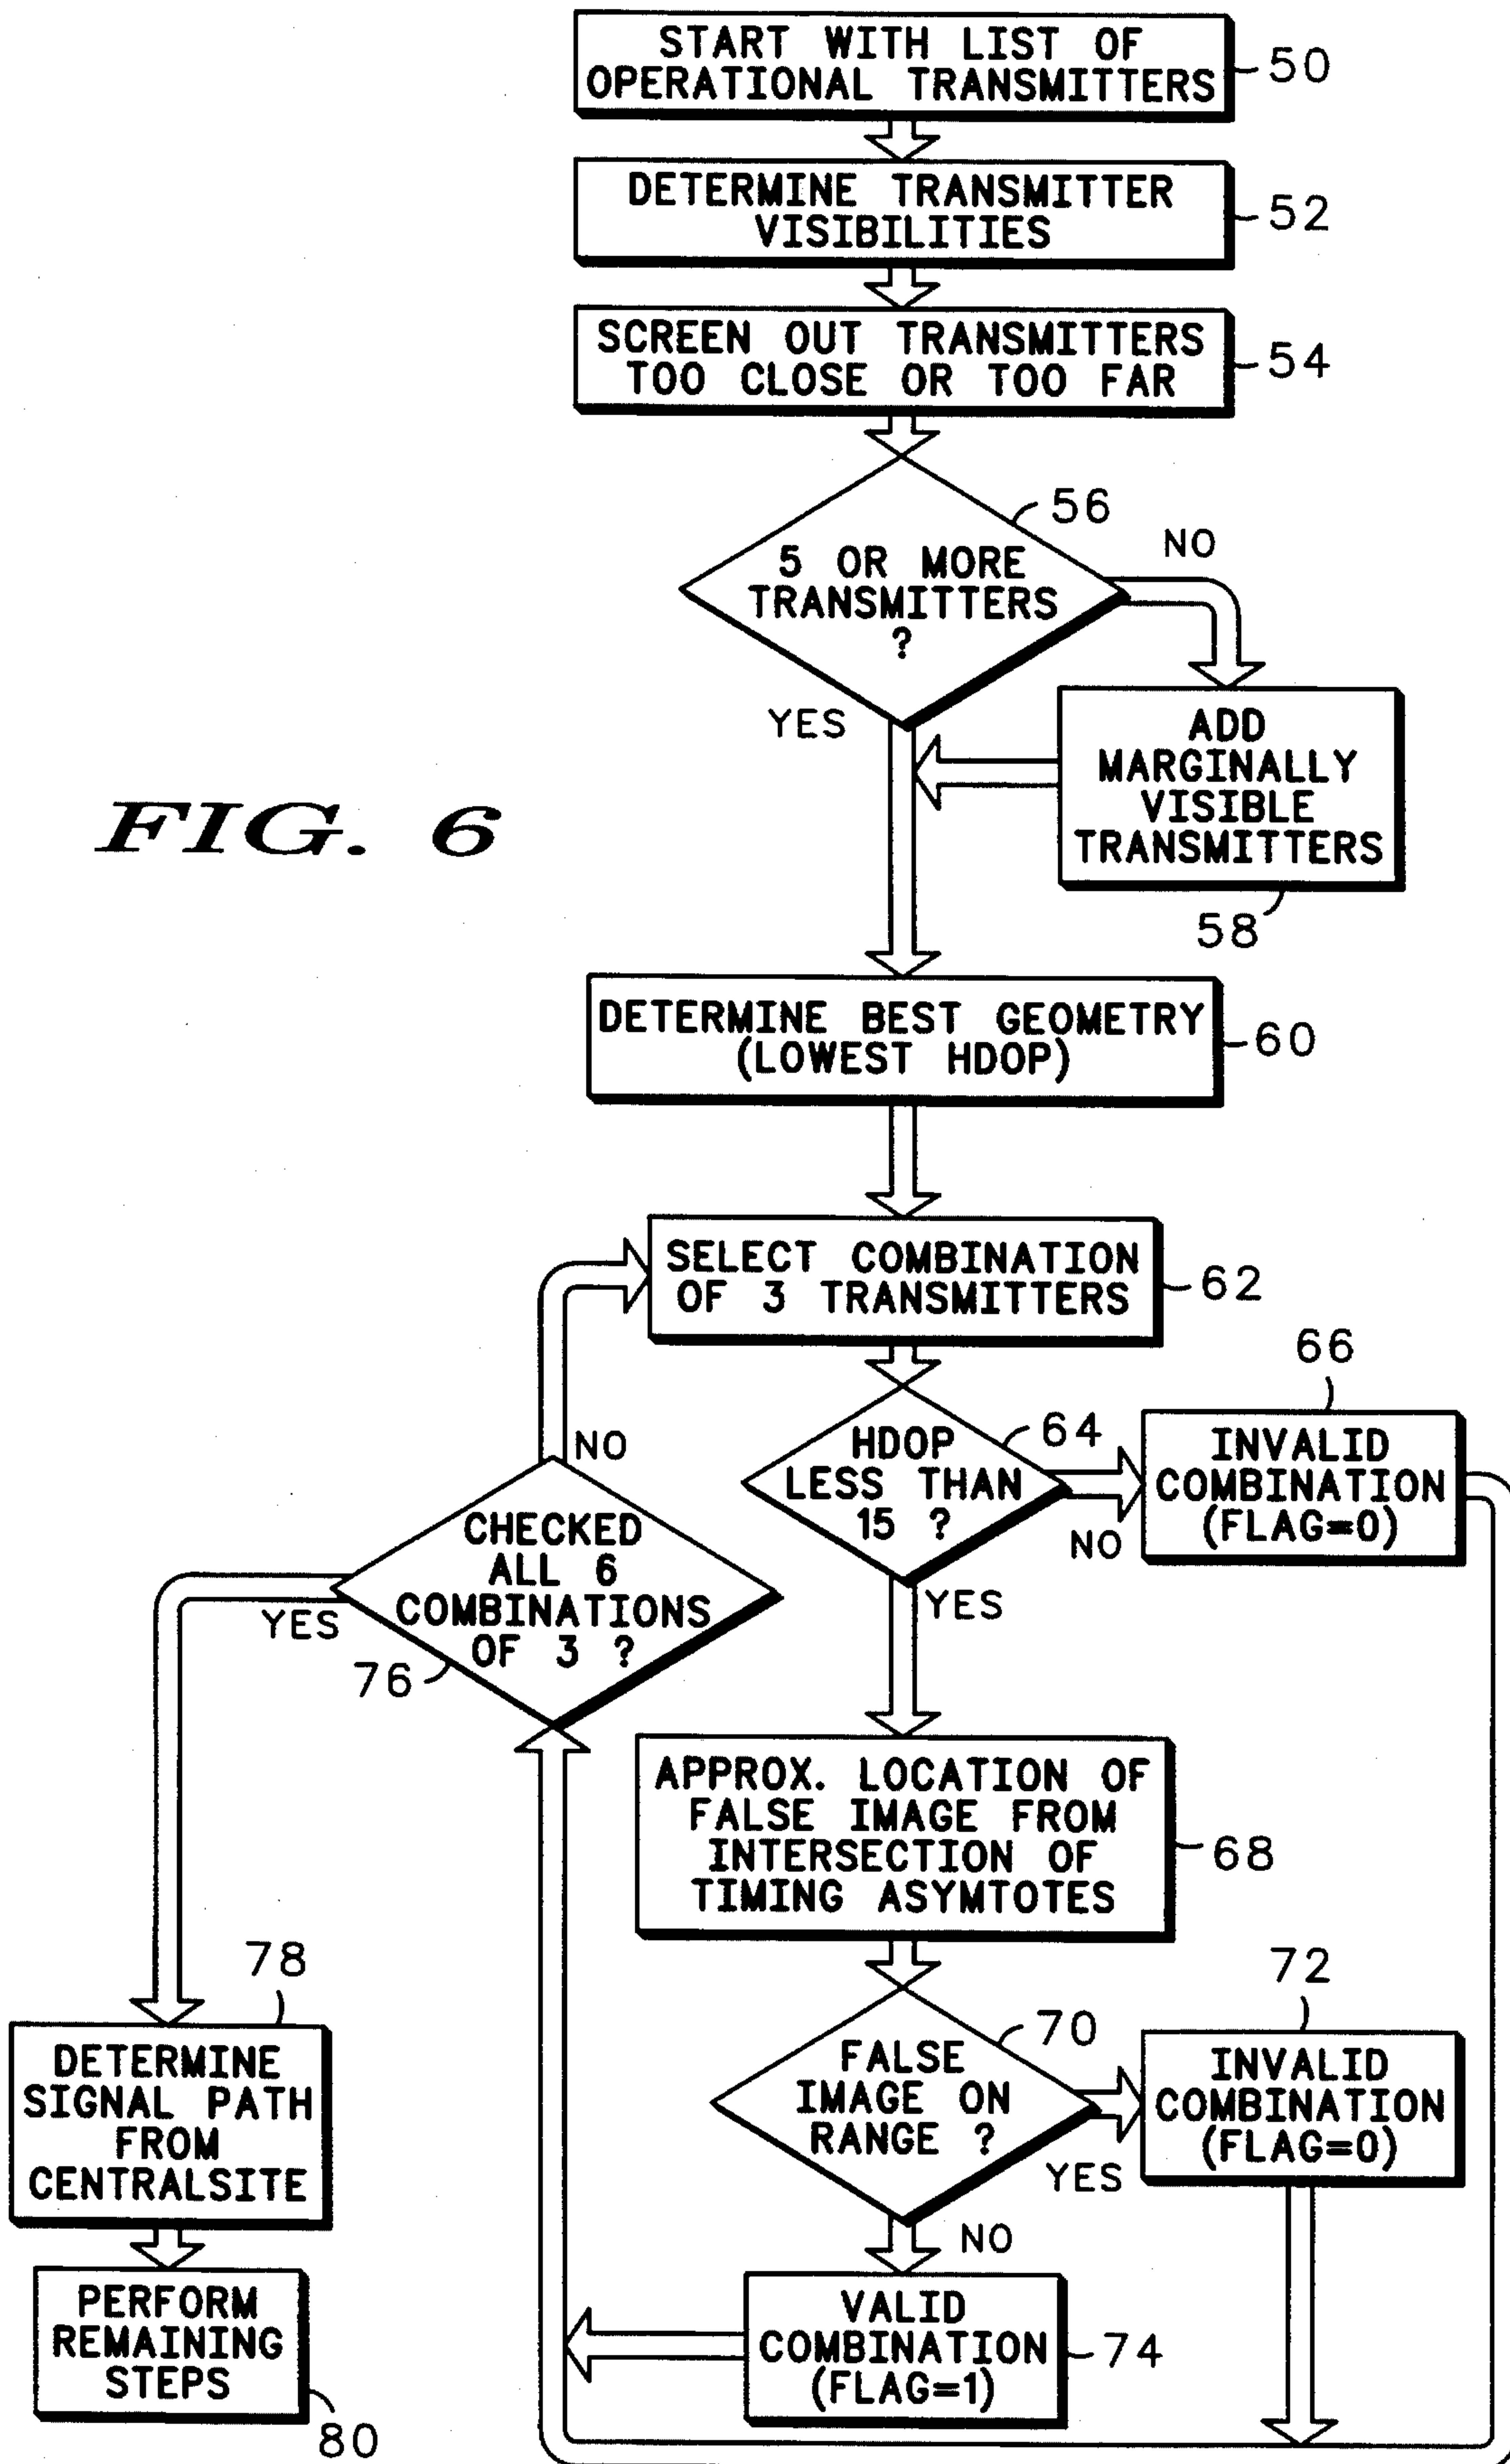 START WITH LIST OF
OPERATIONAL TRANSMITTERS
50
DETERMINE TRANSMITTER
VISIBILITIES
52
SCREEN OUT TRANSMITTERS
TOO CLOSE OR TOO FAR
54
56
5 OR MORE
TRANSMITTERS
?
NO
YES
ADD
MARGINALLY
VISIBLE
TRANSMITTERS
58
FIG. 6
DETERMINE BEST GEOMETRY
(LOWEST HDOP)
60
SELECT COMBINATION
OF 3 TRANSMITTERS
62
64
HDOP
LESS THAN
15 ?
NO
YES
66
INVALID
COMBINATION
(FLAG=0)
NO
CHECKED
ALL 6
COMBINATIONS
OF 3 ?
YES
76
APPROX. LOCATION OF
FALSE IMAGE FROM
INTERSECTION OF
TIMING ASYMTOTES
68
70
FALSE
IMAGE ON
RANGE ?
YES
NO
72
INVALID
COMBINATION
(FLAG=0)
VALID
COMBINATION
(FLAG=1)
74
78
DETERMINE
SIGNAL PATH
FROM
CENTRALSITE
PERFORM
REMAINING
STEPS
80